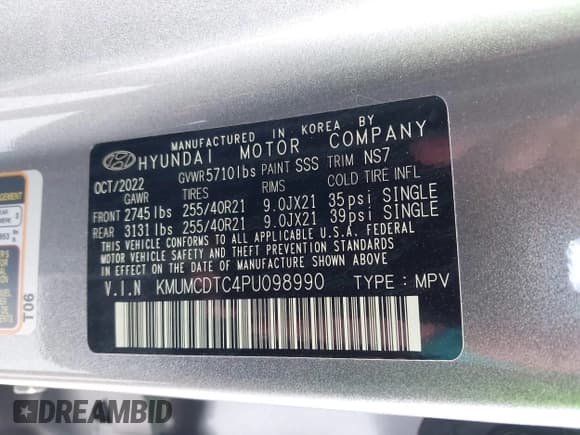 MANUFACTURED IN KOREA BY
HYUNDAI MOTOR COMPANY
OCT/2022 GVWR 5710lbs PAINT SSS TRIM NS7
GAWR TIRES RIMS COLD TIRE INFL
FRONT 2745 lbs 255/40R21 9.0JX21 35psi SINGLE
REAR 3131 lbs 255/40R21 9.0JX21 39psi SINGLE
THIS VEHICLE CONFORMS TO ALL APPLICABLE U.S.A. FEDERAL
MOTOR VEHICLE SAFETY AND THEFT PREVENTION STANDARDS
IN EFFECT ON THE DATE OF MANUFACTURE SHOWN ABOVE.
V.I.N KMUMCDTC4PU098990 TYPE : MPV
T06
DREAMBID